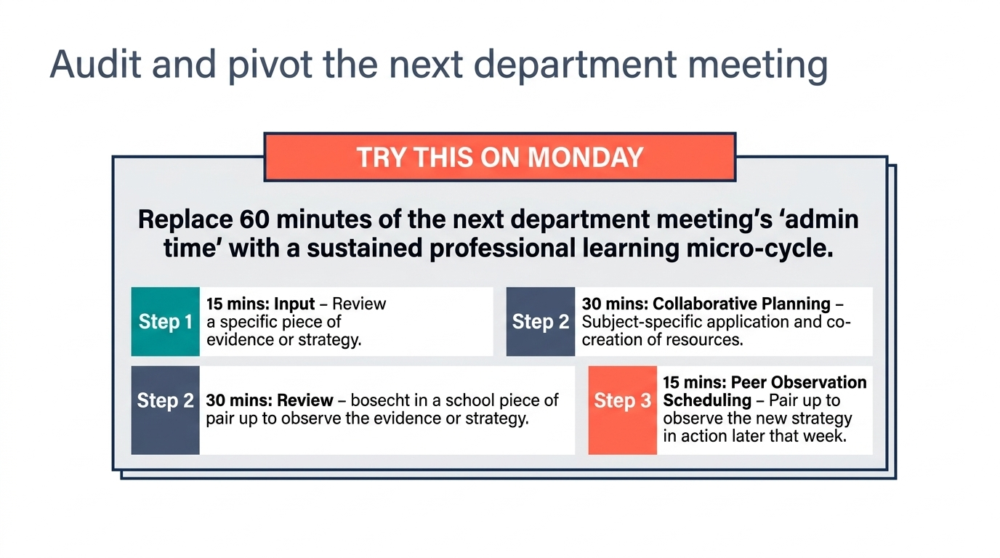 Audit and pivot the next department meeting
TRY THIS ON MONDAY
Replace 60 minutes of the next department meeting’s ‘admin
time’ with a sustained professional learning micro-cycle.
Step 1
15 mins: Input – Review
a specific piece of
evidence or strategy.
Step 2
30 mins: Collaborative Planning –
Subject-specific application and co-
creation of resources.
Step 2
30 mins: Review – bosecht in a school piece of
pair up to observe the evidence or strategy.
Step 3
15 mins: Peer Observation
Scheduling – Pair up to
observe the new strategy
in action later that week.